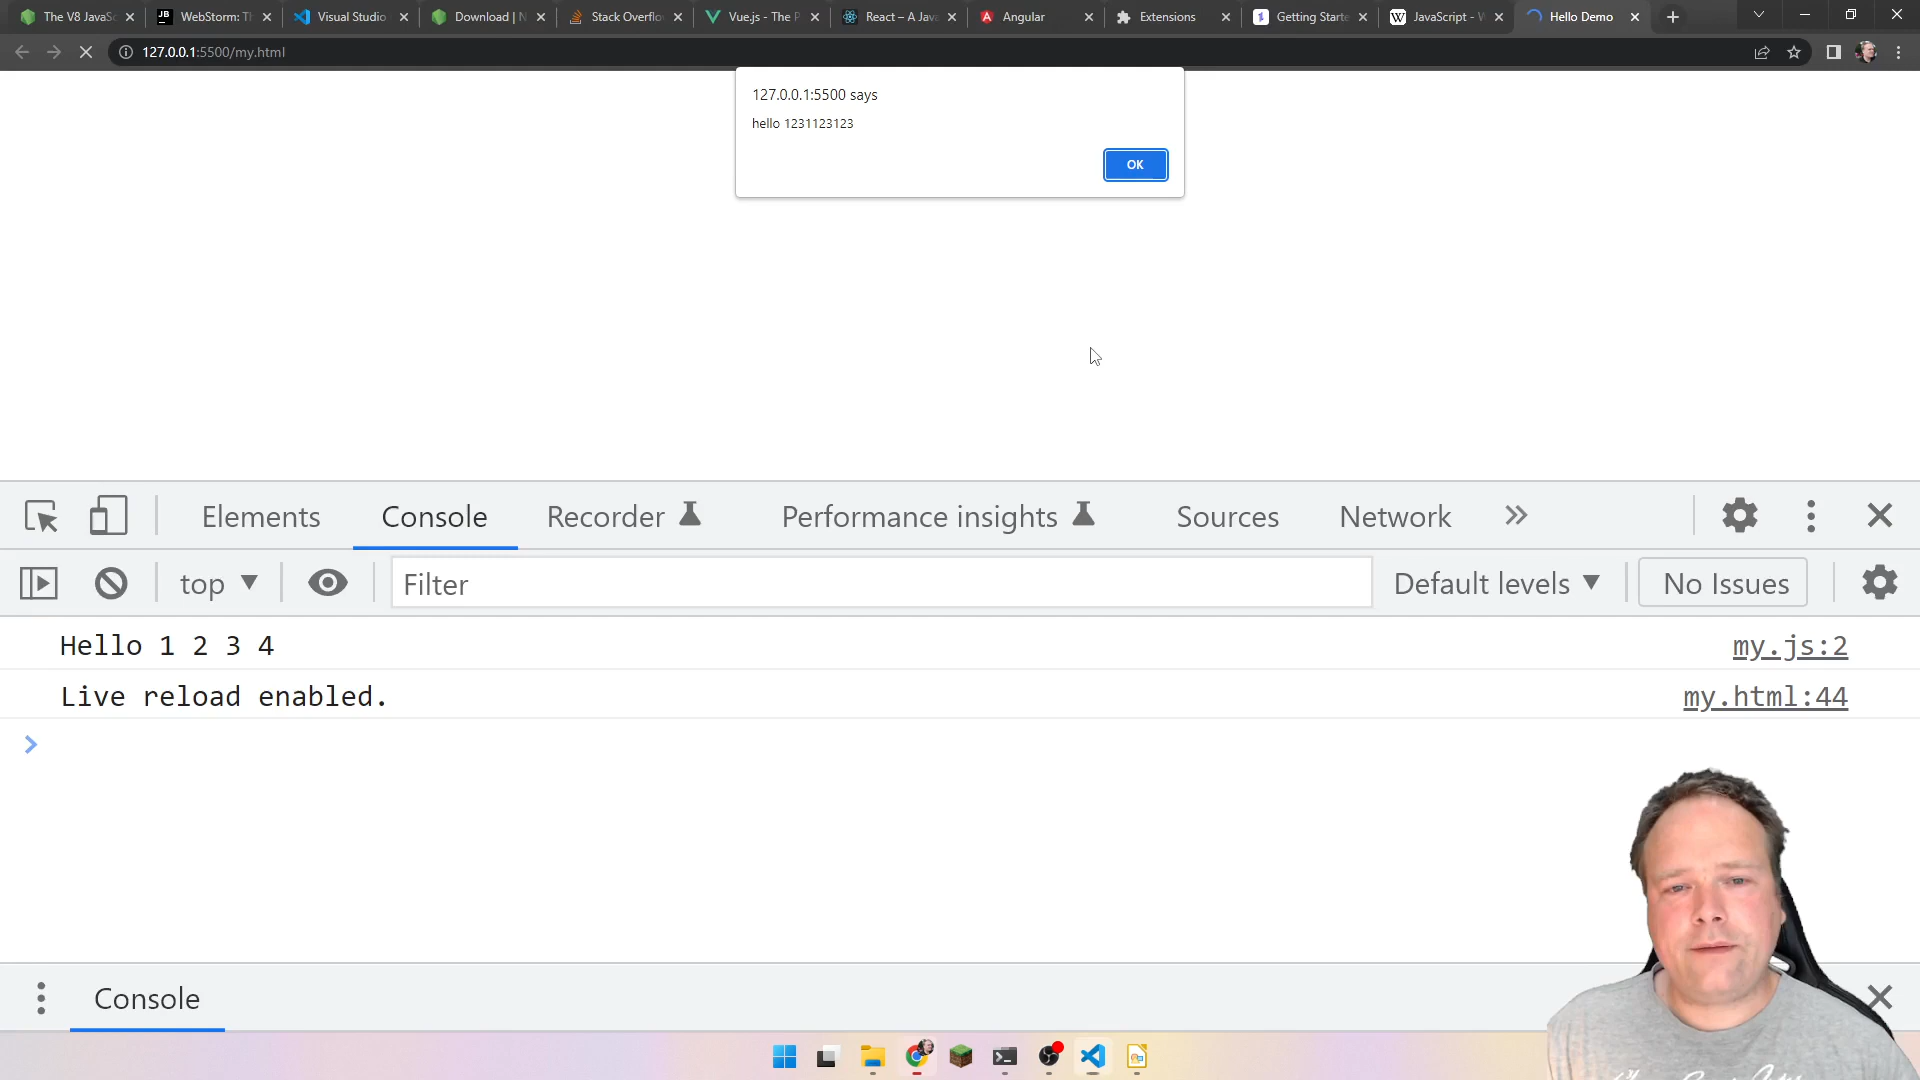 The V8 JavaSc
WebStorm: Th
Visual Studio
Download | N
Stack Overflo
Vue.js - The P
React – A Java
Angular
Extensions
Getting Starte
JavaScript - W
Hello Demo
127.0.0.1:5500/my.html
127.0.0.1:5500 says
hello 1231123123
OK
Elements
Console
Recorder
Performance insights
Sources
Network
top
Filter
Default levels
No Issues
Hello 1 2 3 4
my.js:2
Live reload enabled.
my.html:44
Console